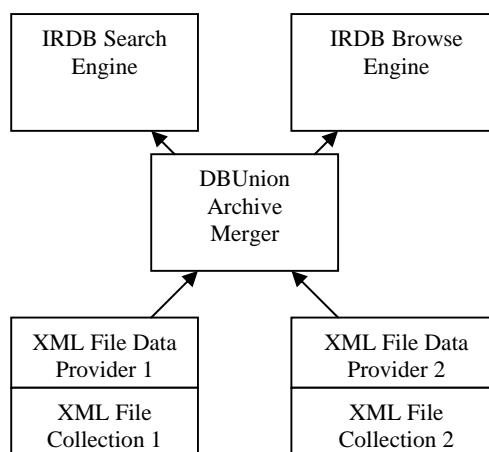 IRDB Search
Engine
IRDB Browse
Engine
DBUnion
Archive
Merger
XML File Data
Provider 1
XML File
Collection 1
XML File Data
Provider 2
XML File
Collection 2